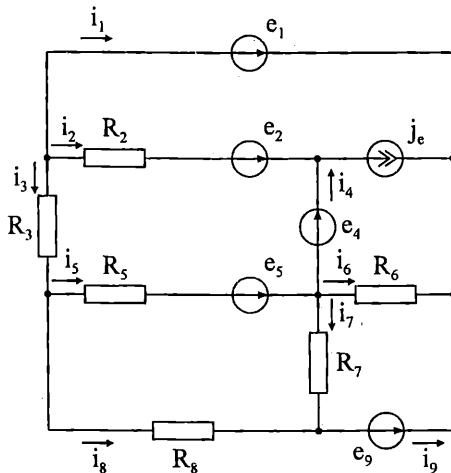 i₁
e₁
i₂ R₂ e₂ jₑ
i₃ i₄
R₃ e₄
i₅ R₅ e₅ i₆ R₆
i₇
R₇
i₈ R₈ e₉ i₉